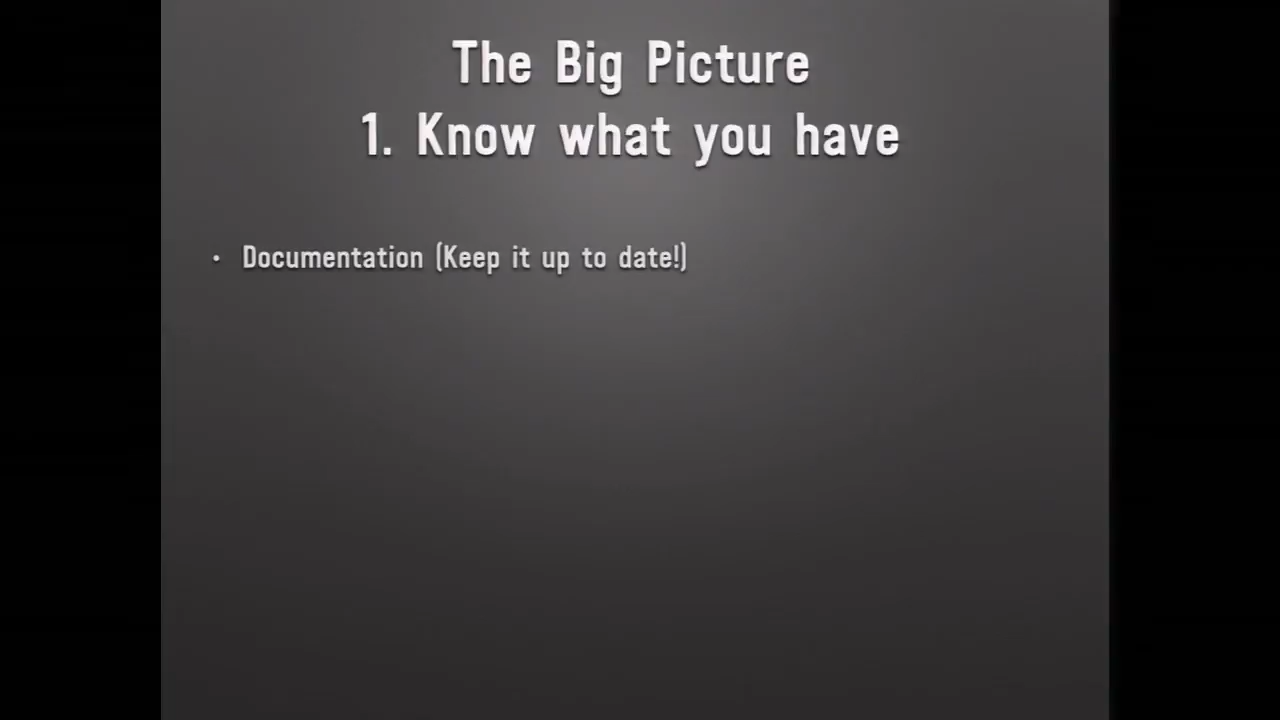 The Big Picture
1. Know what you have
• Documentation (Keep it up to date!)